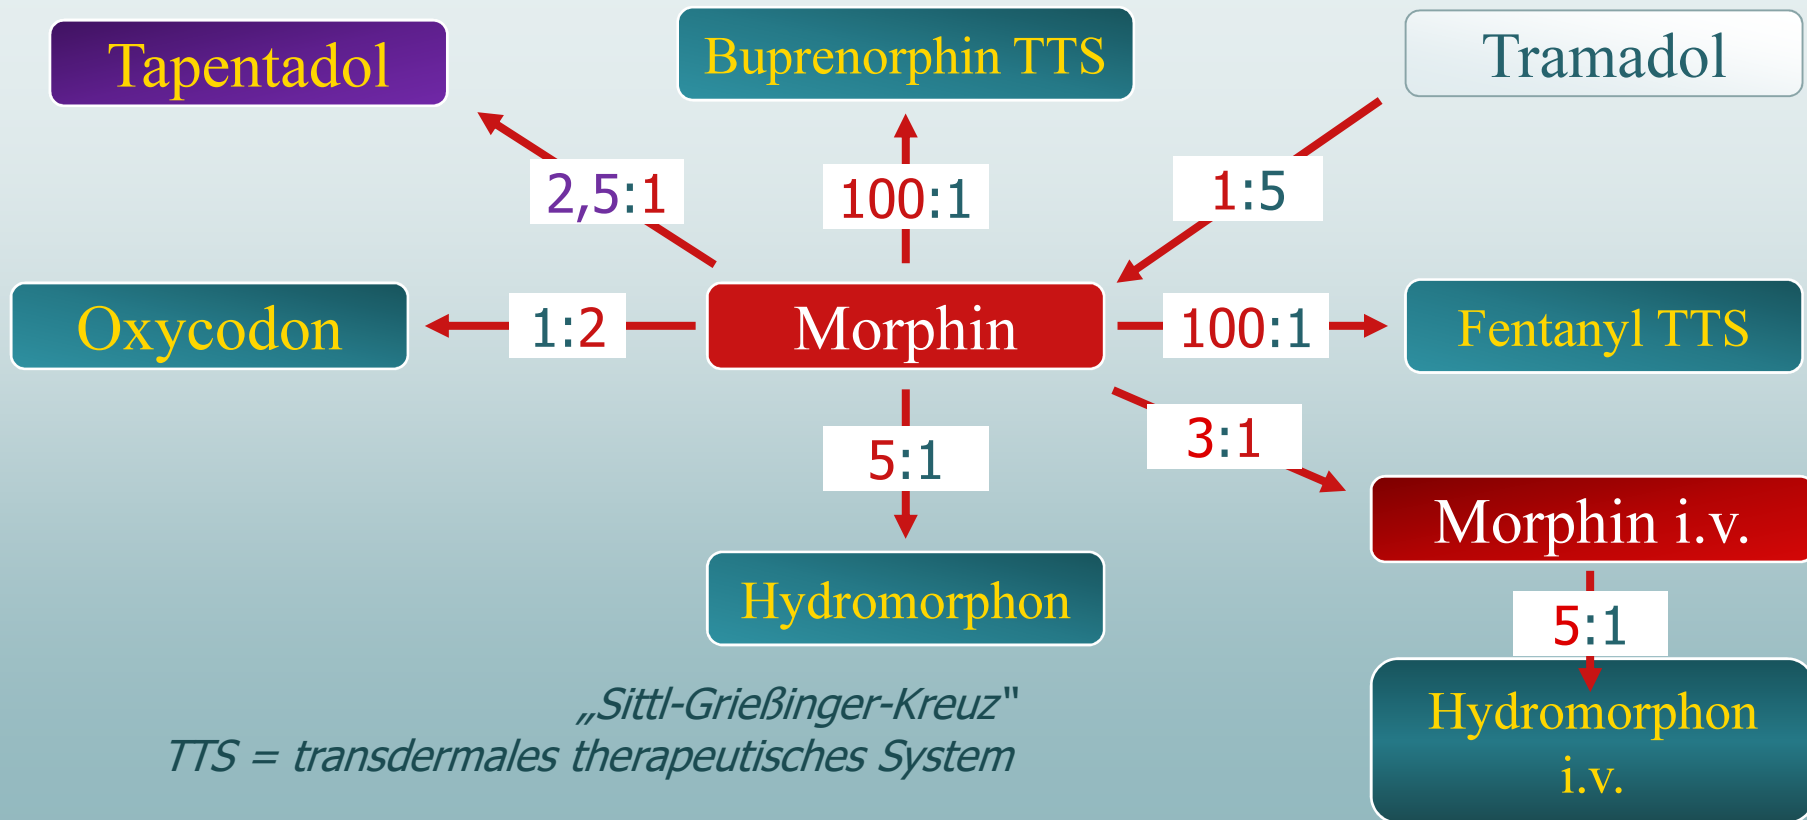 Tapentadol
Buprenorphin TTS
Tramadol
2,5:1
100:1
1:5
Oxycodon
1:2
Morphin
100:1
Fentanyl TTS
5:1
3:1
Morphin i.v.
Hydromorphon
5:1
„Sittl-Grießinger-Kreuz"
TTS = transdermales therapeutisches System
Hydromorphon
i.v.